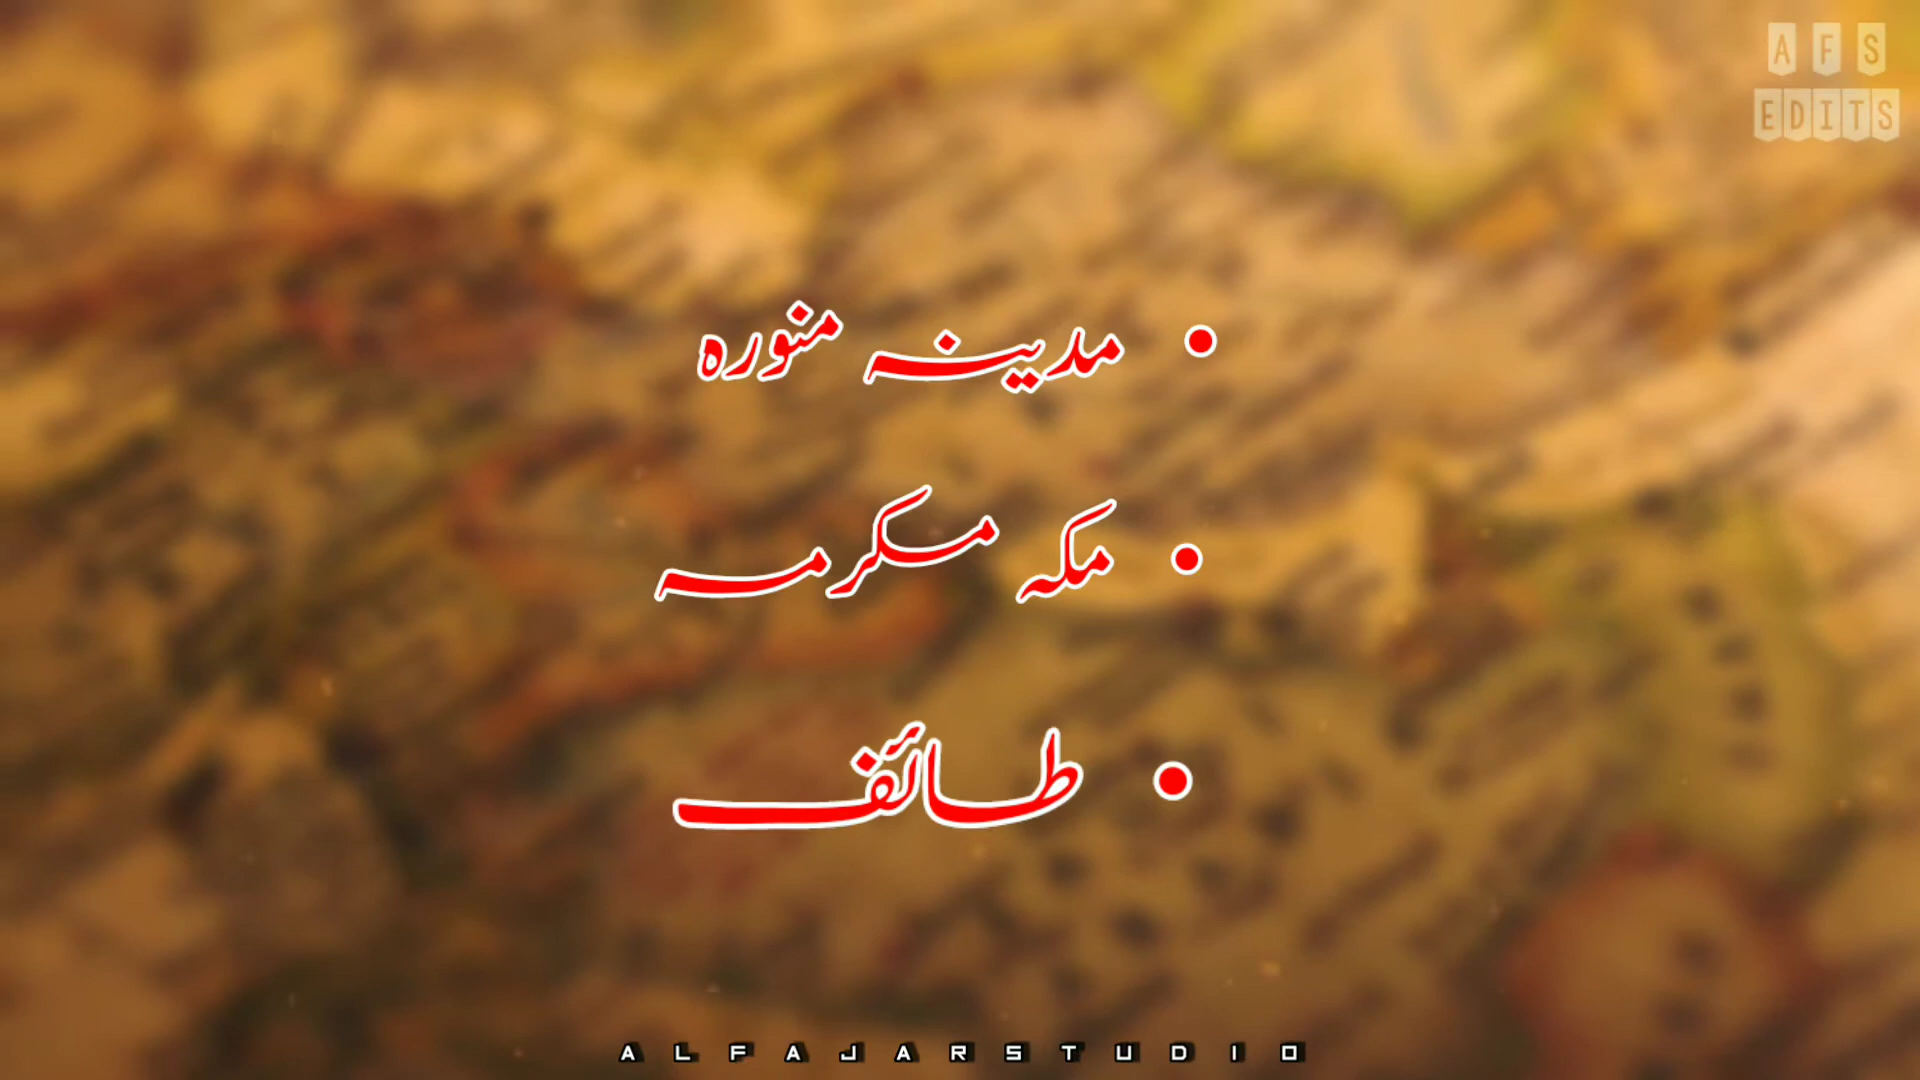 AFS
EDITS
• مدینہ منورہ
• مکہ مکرمہ
• طائف
ALFAJARSTUDIO